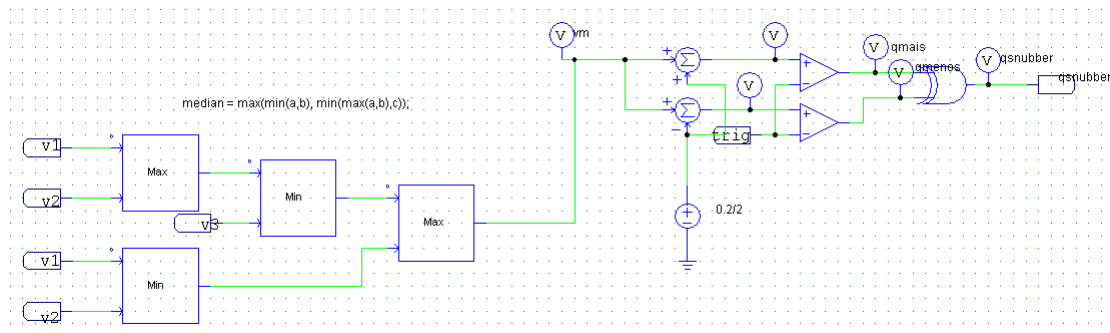 V
vm
V
V
qmais
V
qmenos
V
qsnubber
qsnubber
V
Σ
Σ
median = max(min(a,b), min(max(a,b),c));
trig
v1
Max
v2
Min
v3
Max
0.2/2
v1
Min
v2